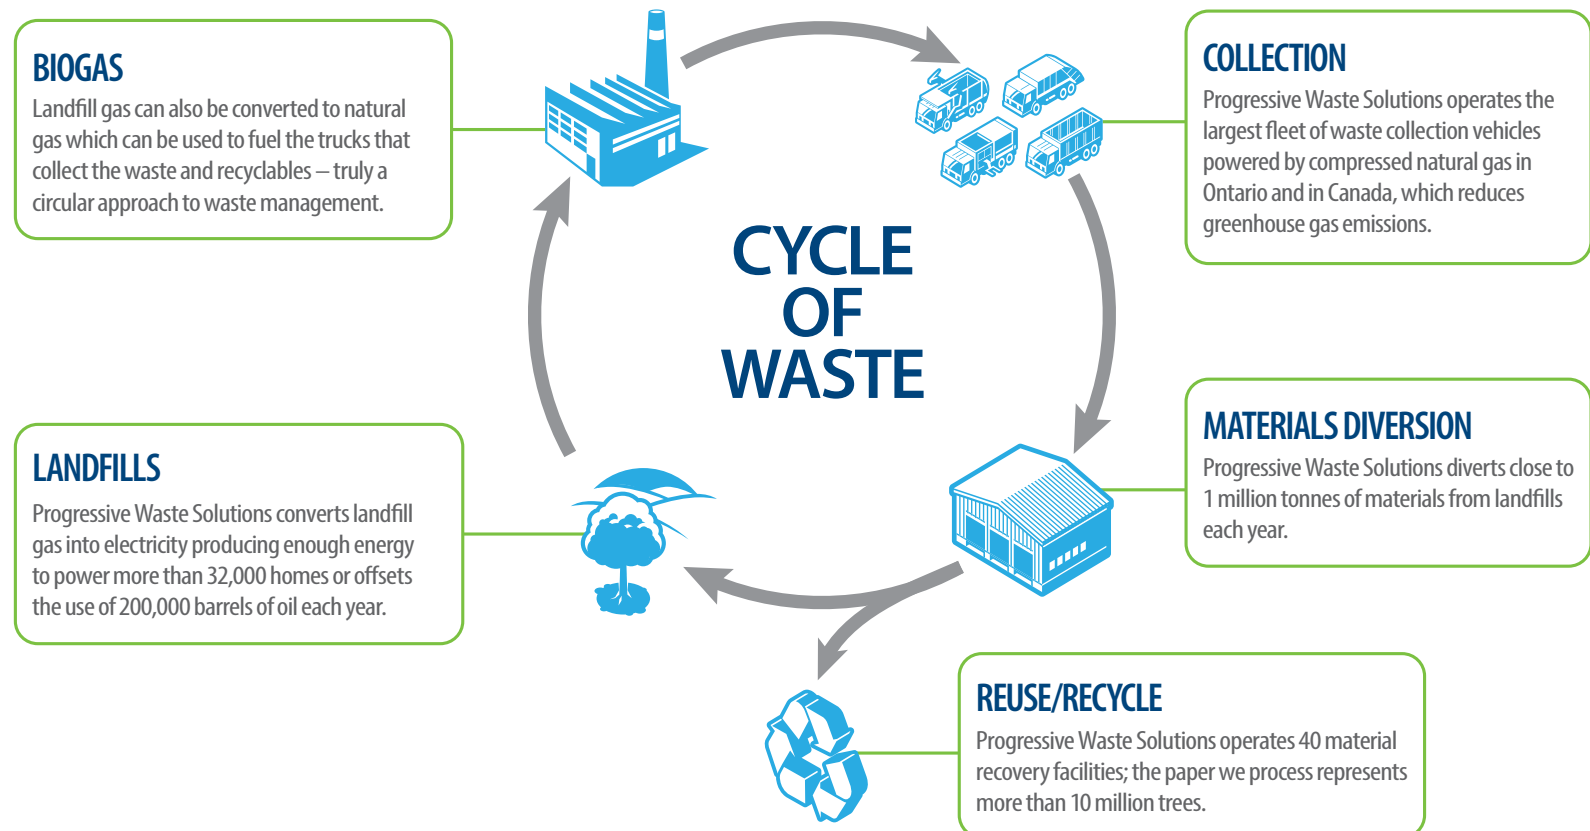 BIOGAS
Landfill gas can also be converted to natural
gas which can be used to fuel the trucks that
collect the waste and recyclables – truly a
circular approach to waste management.
COLLECTION
Progressive Waste Solutions operates the
largest fleet of waste collection vehicles
powered by compressed natural gas in
Ontario and in Canada, which reduces
greenhouse gas emissions.
CYCLE
OF
WASTE
LANDFILLS
Progressive Waste Solutions converts landfill
gas into electricity producing enough energy
to power more than 32,000 homes or offsets
the use of 200,000 barrels of oil each year.
MATERIALS DIVERSION
Progressive Waste Solutions diverts close to
1 million tonnes of materials from landfills
each year.
REUSE/RECYCLE
Progressive Waste Solutions operates 40 material
recovery facilities; the paper we process represents
more than 10 million trees.